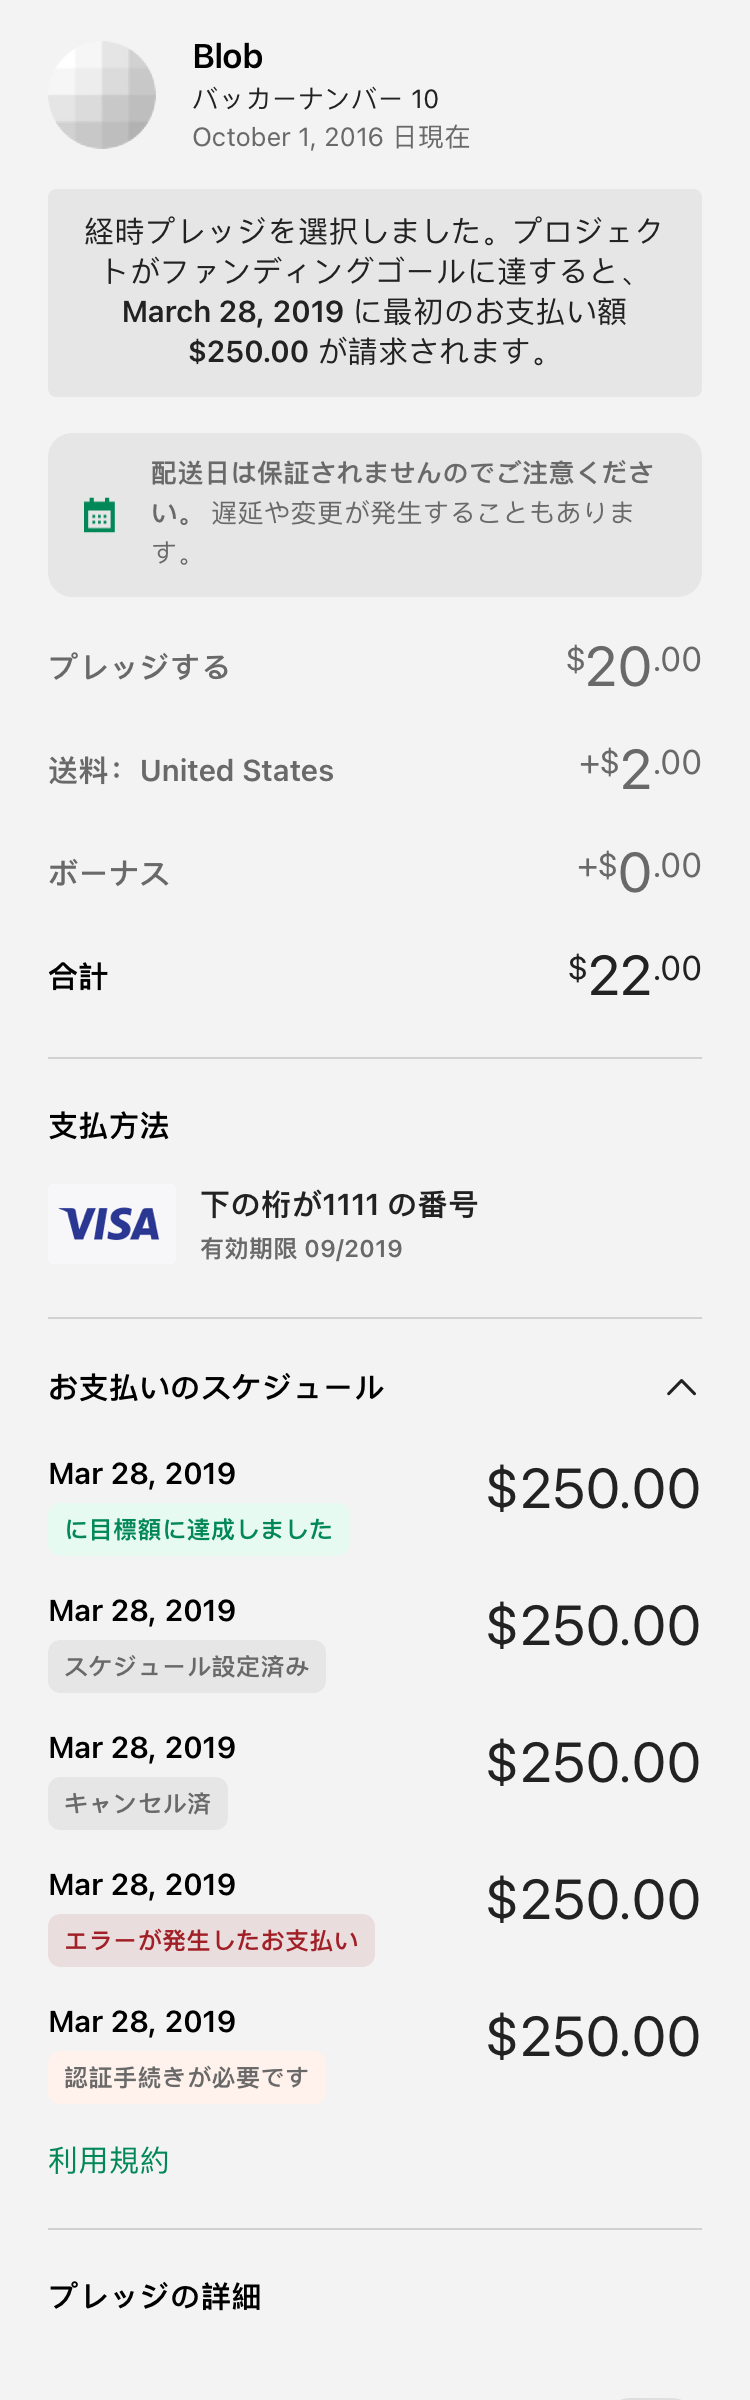 Blob
バッカーナンバー 10
October 1, 2016 日現在
経時プレッジを選択しました。プロジェク
トがファンディングゴールに達すると、
March 28, 2019 に最初のお支払い額
$250.00 が請求されます。
配送日は保証されませんのでご注意くださ
い。 遅延や変更が発生することもありま
す。
プレッジする $20.00
送料： United States +$2.00
ボーナス +$0.00
合計 $22.00
支払方法
VISA
下の桁が1111 の番号
有効期限 09/2019
お支払いのスケジュール
Mar 28, 2019 $250.00
に目標額に達成しました
Mar 28, 2019 $250.00
スケジュール設定済み
Mar 28, 2019 $250.00
キャンセル済
Mar 28, 2019 $250.00
エラーが発生したお支払い
Mar 28, 2019 $250.00
認証手続きが必要です
利用規約
プレッジの詳細